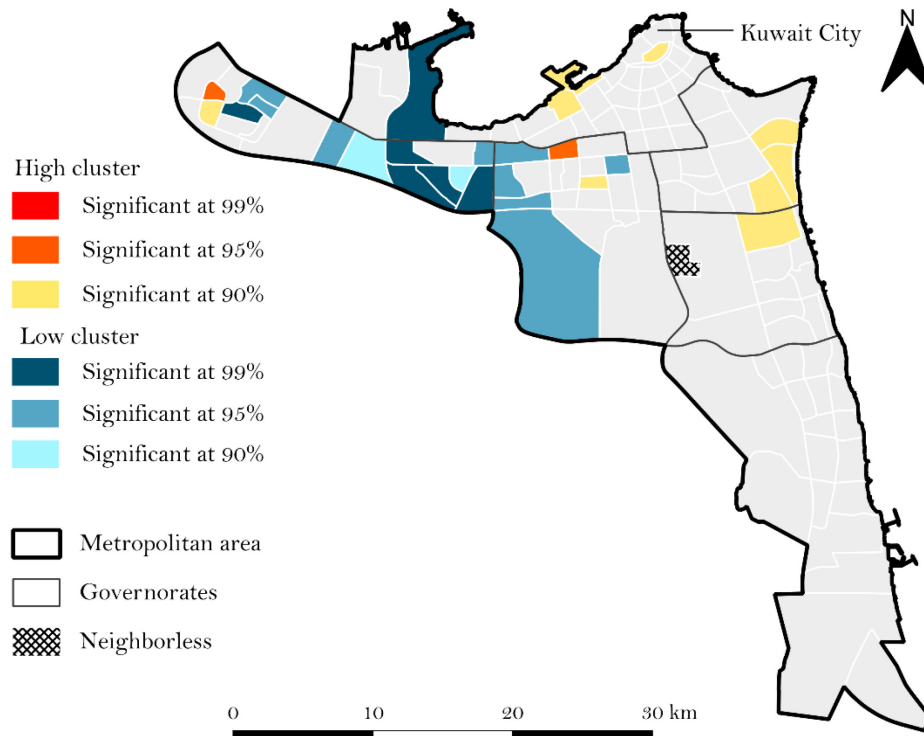 N
Kuwait City
High cluster
Significant at 99%
Significant at 95%
Significant at 90%
Low cluster
Significant at 99%
Significant at 95%
Significant at 90%
Metropolitan area
Governorates
Neighborless
0 10 20 30 km